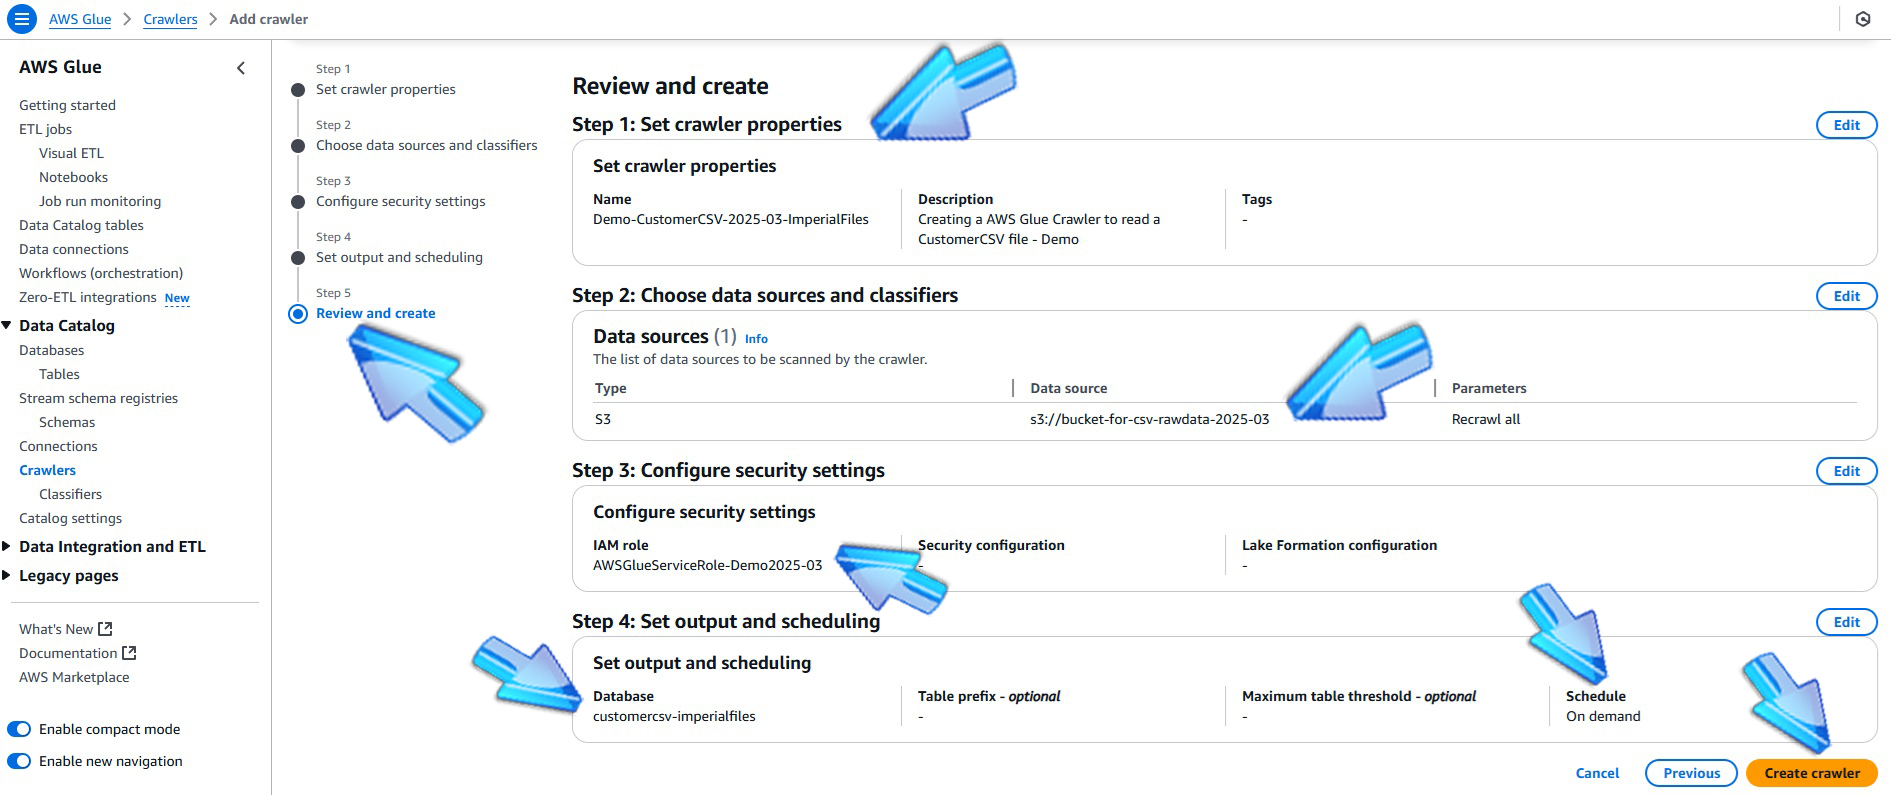 AWS Glue > Crawlers > Add crawler
AWS Glue
Getting started
ETL jobs
Visual ETL
Notebooks
Job run monitoring
Data Catalog tables
Data connections
Workflows (orchestration)
Zero-ETL integrations New
Data Catalog
Databases
Tables
Stream schema registries
Schemas
Connections
Crawlers
Classifiers
Catalog settings
Data Integration and ETL
Legacy pages
What's New
Documentation
AWS Marketplace
Enable compact mode
Enable new navigation
Step 1
Set crawler properties
Step 2
Choose data sources and classifiers
Step 3
Configure security settings
Step 4
Set output and scheduling
Step 5
Review and create
Review and create
Step 1: Set crawler properties
Edit
Set crawler properties
Name
Demo-CustomerCSV-2025-03-ImperialFiles
Description
Creating a AWS Glue Crawler to read a
CustomerCSV file - Demo
Tags
-
Step 2: Choose data sources and classifiers
Edit
Data sources (1) Info
The list of data sources to be scanned by the crawler.
Type
Data source
Parameters
S3
s3://bucket-for-csv-rawdata-2025-03
Recrawl all
Step 3: Configure security settings
Edit
Configure security settings
IAM role
AWSGlueServiceRole-Demo2025-03
Security configuration
-
Lake Formation configuration
-
Step 4: Set output and scheduling
Edit
Set output and scheduling
Database
customercsv-imperialfiles
Table prefix - optional
-
Maximum table threshold - optional
-
Schedule
On demand
Cancel
Previous
Create crawler